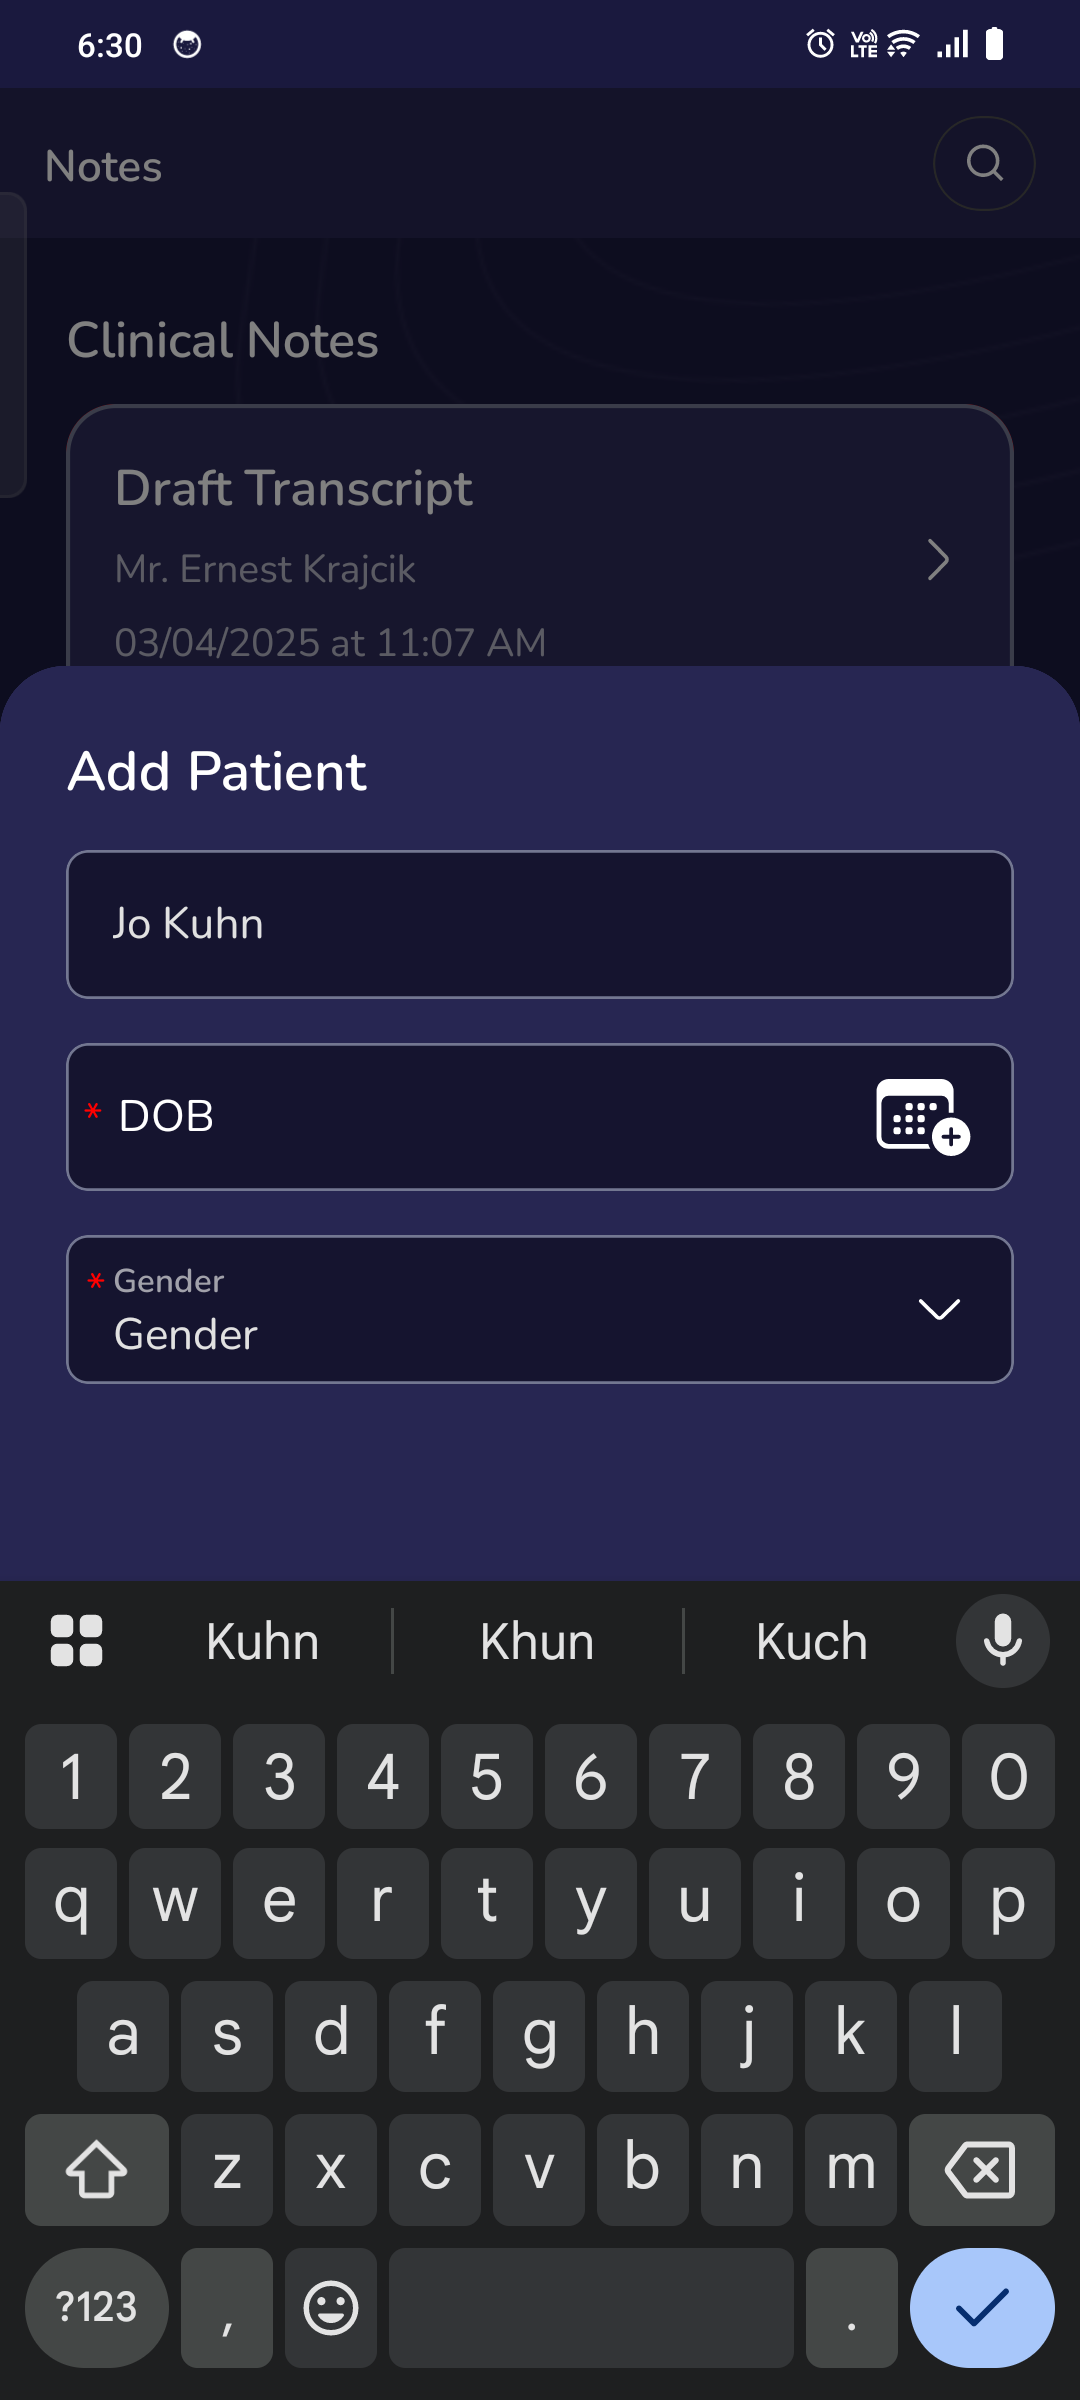 6:30
Vo)) LTE
Notes
Clinical Notes
Draft Transcript
Mr. Ernest Krajcik
03/04/2025 at 11:07 AM
Add Patient
Jo Kuhn
* DOB
* Gender
Gender
Kuhn Khun Kuch
1 2 3 4 5 6 7 8 9 0
q w e r t y u i o p
a s d f g h j k l
z x c v b n m
?123 , .